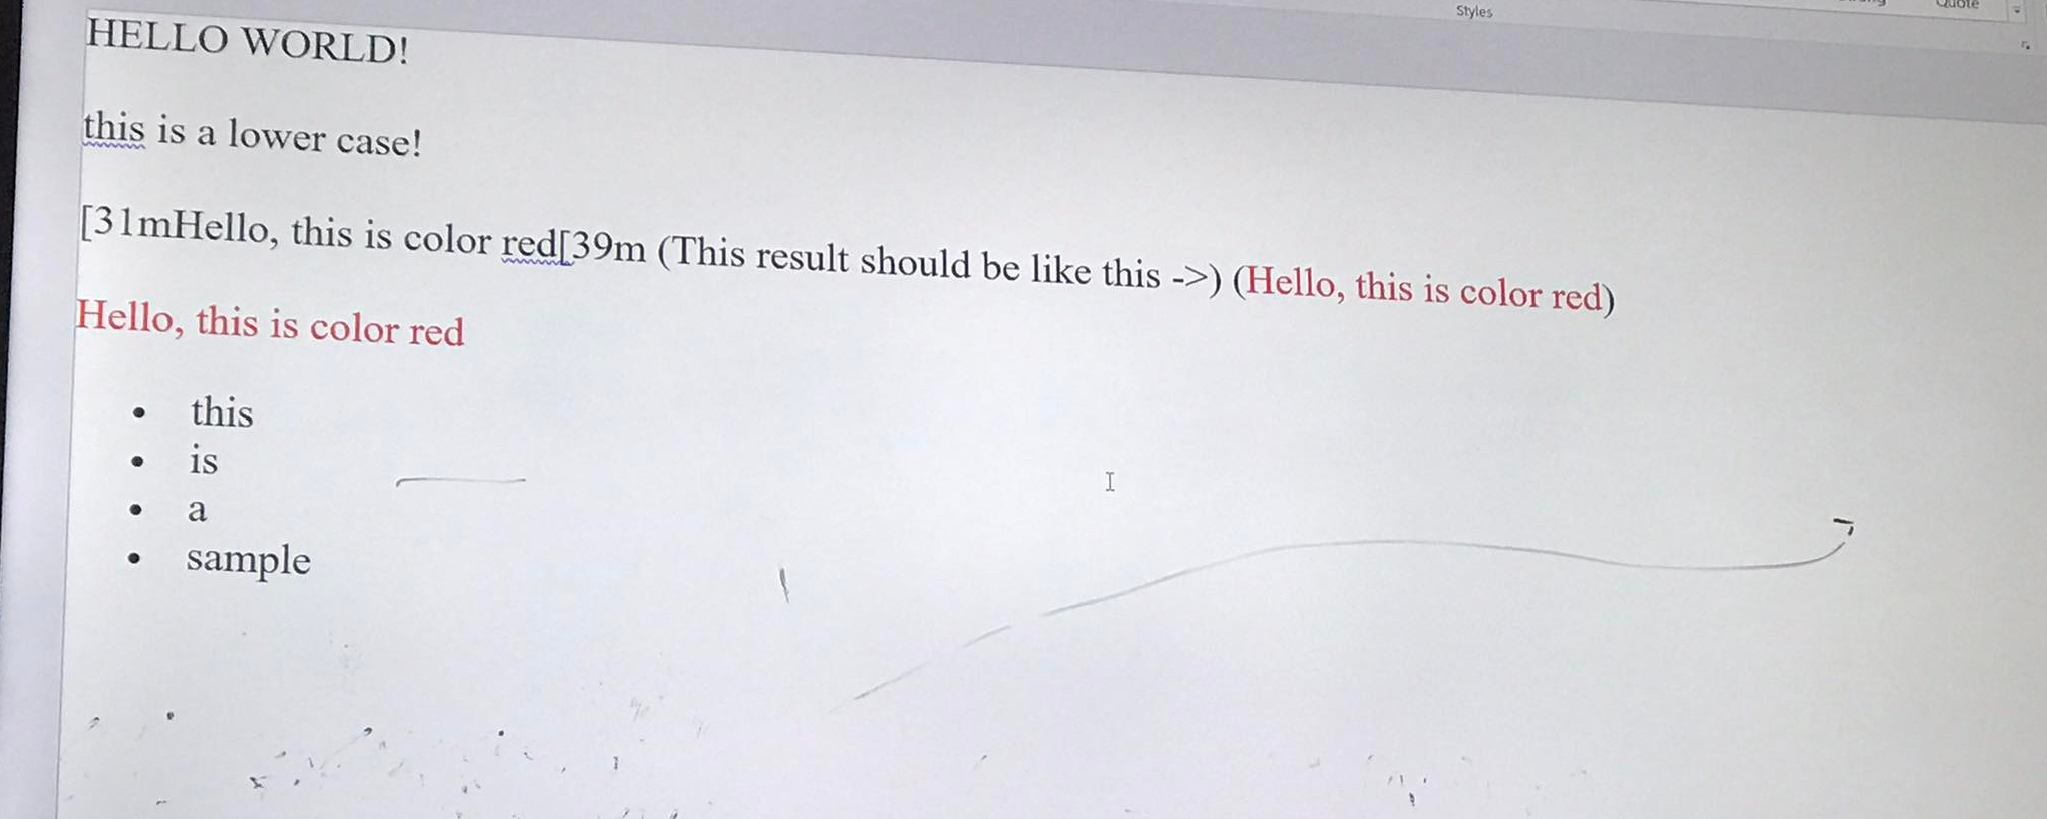 Styles
Quote
HELLO WORLD!
this is a lower case!
[31mHello, this is color red[39m (This result should be like this ->) (Hello, this is color red)
Hello, this is color red
• this
• is
• a
• sample